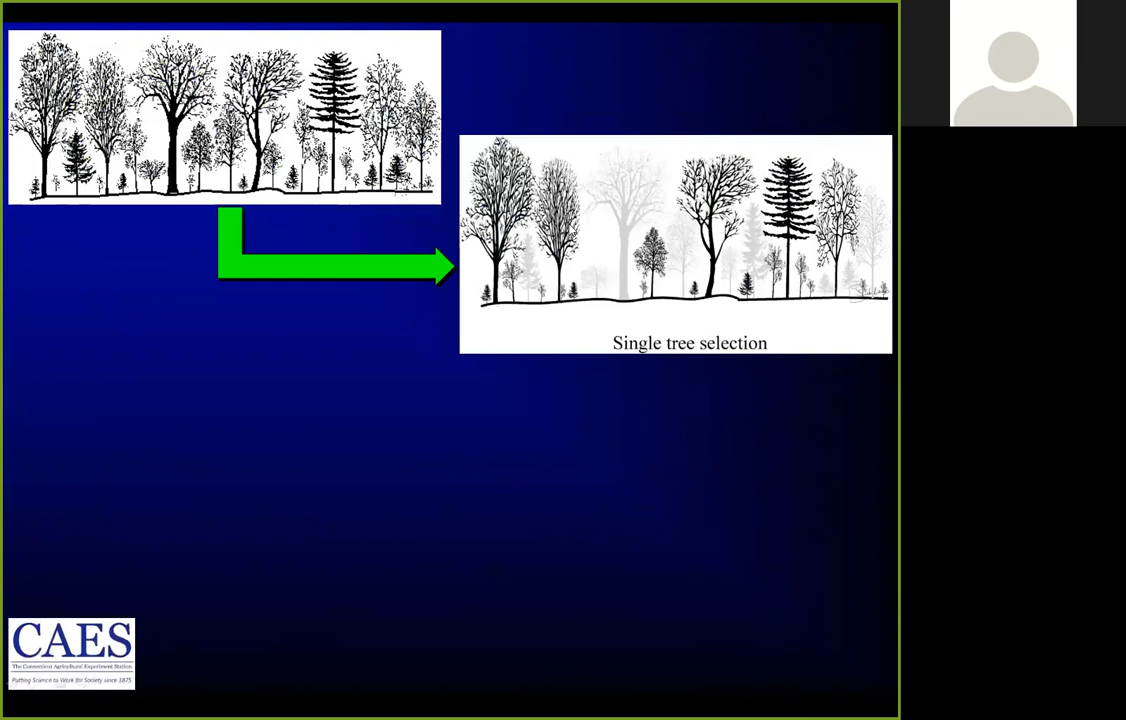 Single tree selection
CAES
The Connecticut Agricultural Experiment Station
Putting Science to Work for Society since 1875